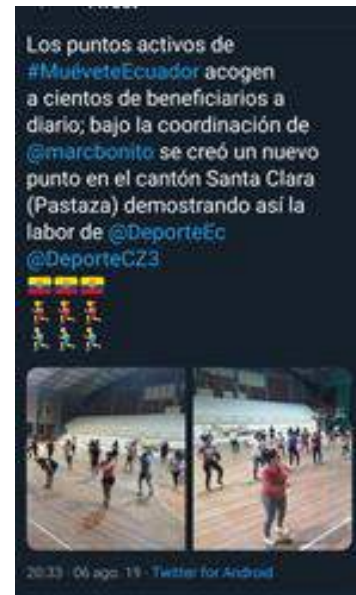 Los puntos activos de
#MuéveteEcuador acogen
a cientos de beneficiarios a
diario; bajo la coordinación de
@marcbonito se creó un nuevo
punto en el cantón Santa Clara
(Pastaza) demostrando así la
labor de @DeporteEc
@DeporteCZ3
20:33 · 06 ago. 19 · Twitter for Android